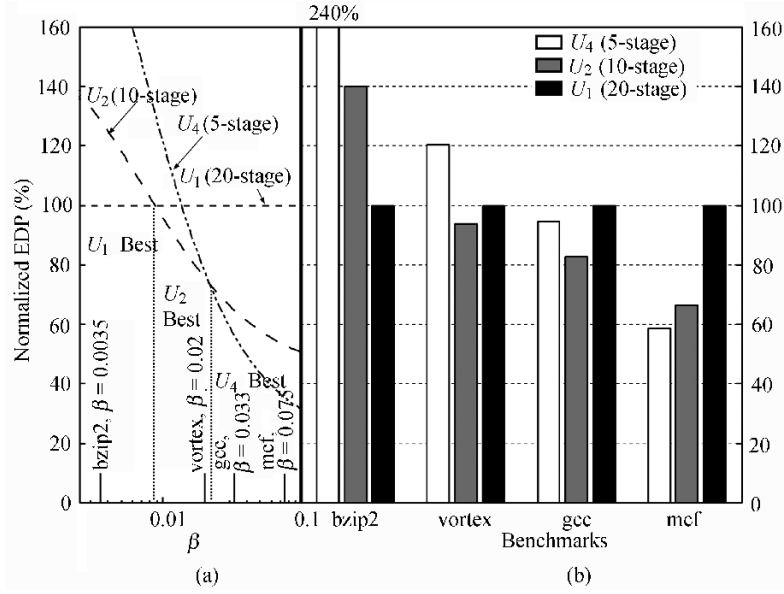 240%
160
140
120
100
80
60
40
20
0
Normalized EDP (%)
U2 (10-stage)
U4 (5-stage)
U1 (20-stage)
U1 Best
U2
Best
U4 Best
bzip2, β = 0.0035
vortex, β = 0.02
gcc,
β = 0.033
mcf,
β = 0.075
0.01
0.1
β
(a)
U4 (5-stage)
U2 (10-stage)
U1 (20-stage)
160
140
120
100
80
60
40
20
0
bzip2
vortex
gcc
mcf
Benchmarks
(b)